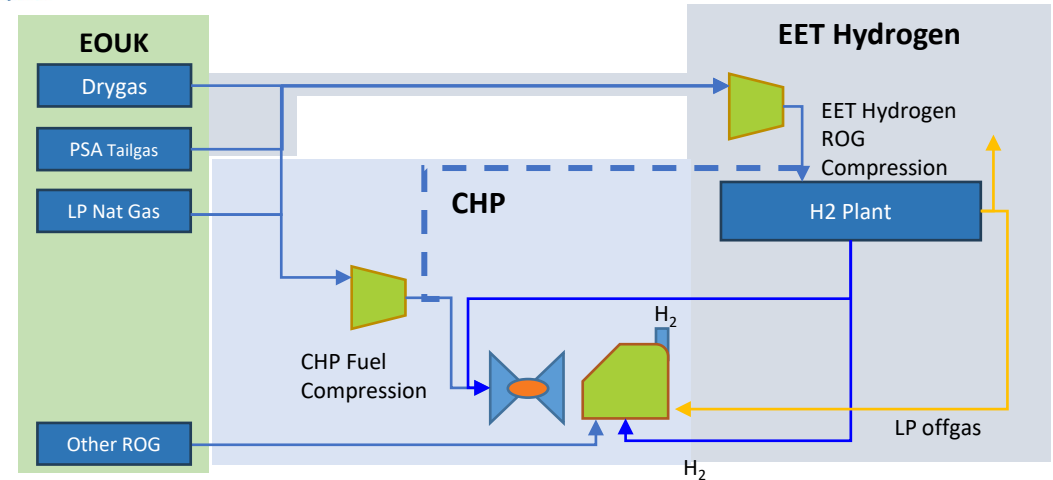 EOUK
EET Hydrogen
Drygas
PSA Tailgas
LP Nat Gas
EET Hydrogen
ROG
Compression
CHP
H2 Plant
H₂
CHP Fuel
Compression
Other ROG
LP offgas
H₂